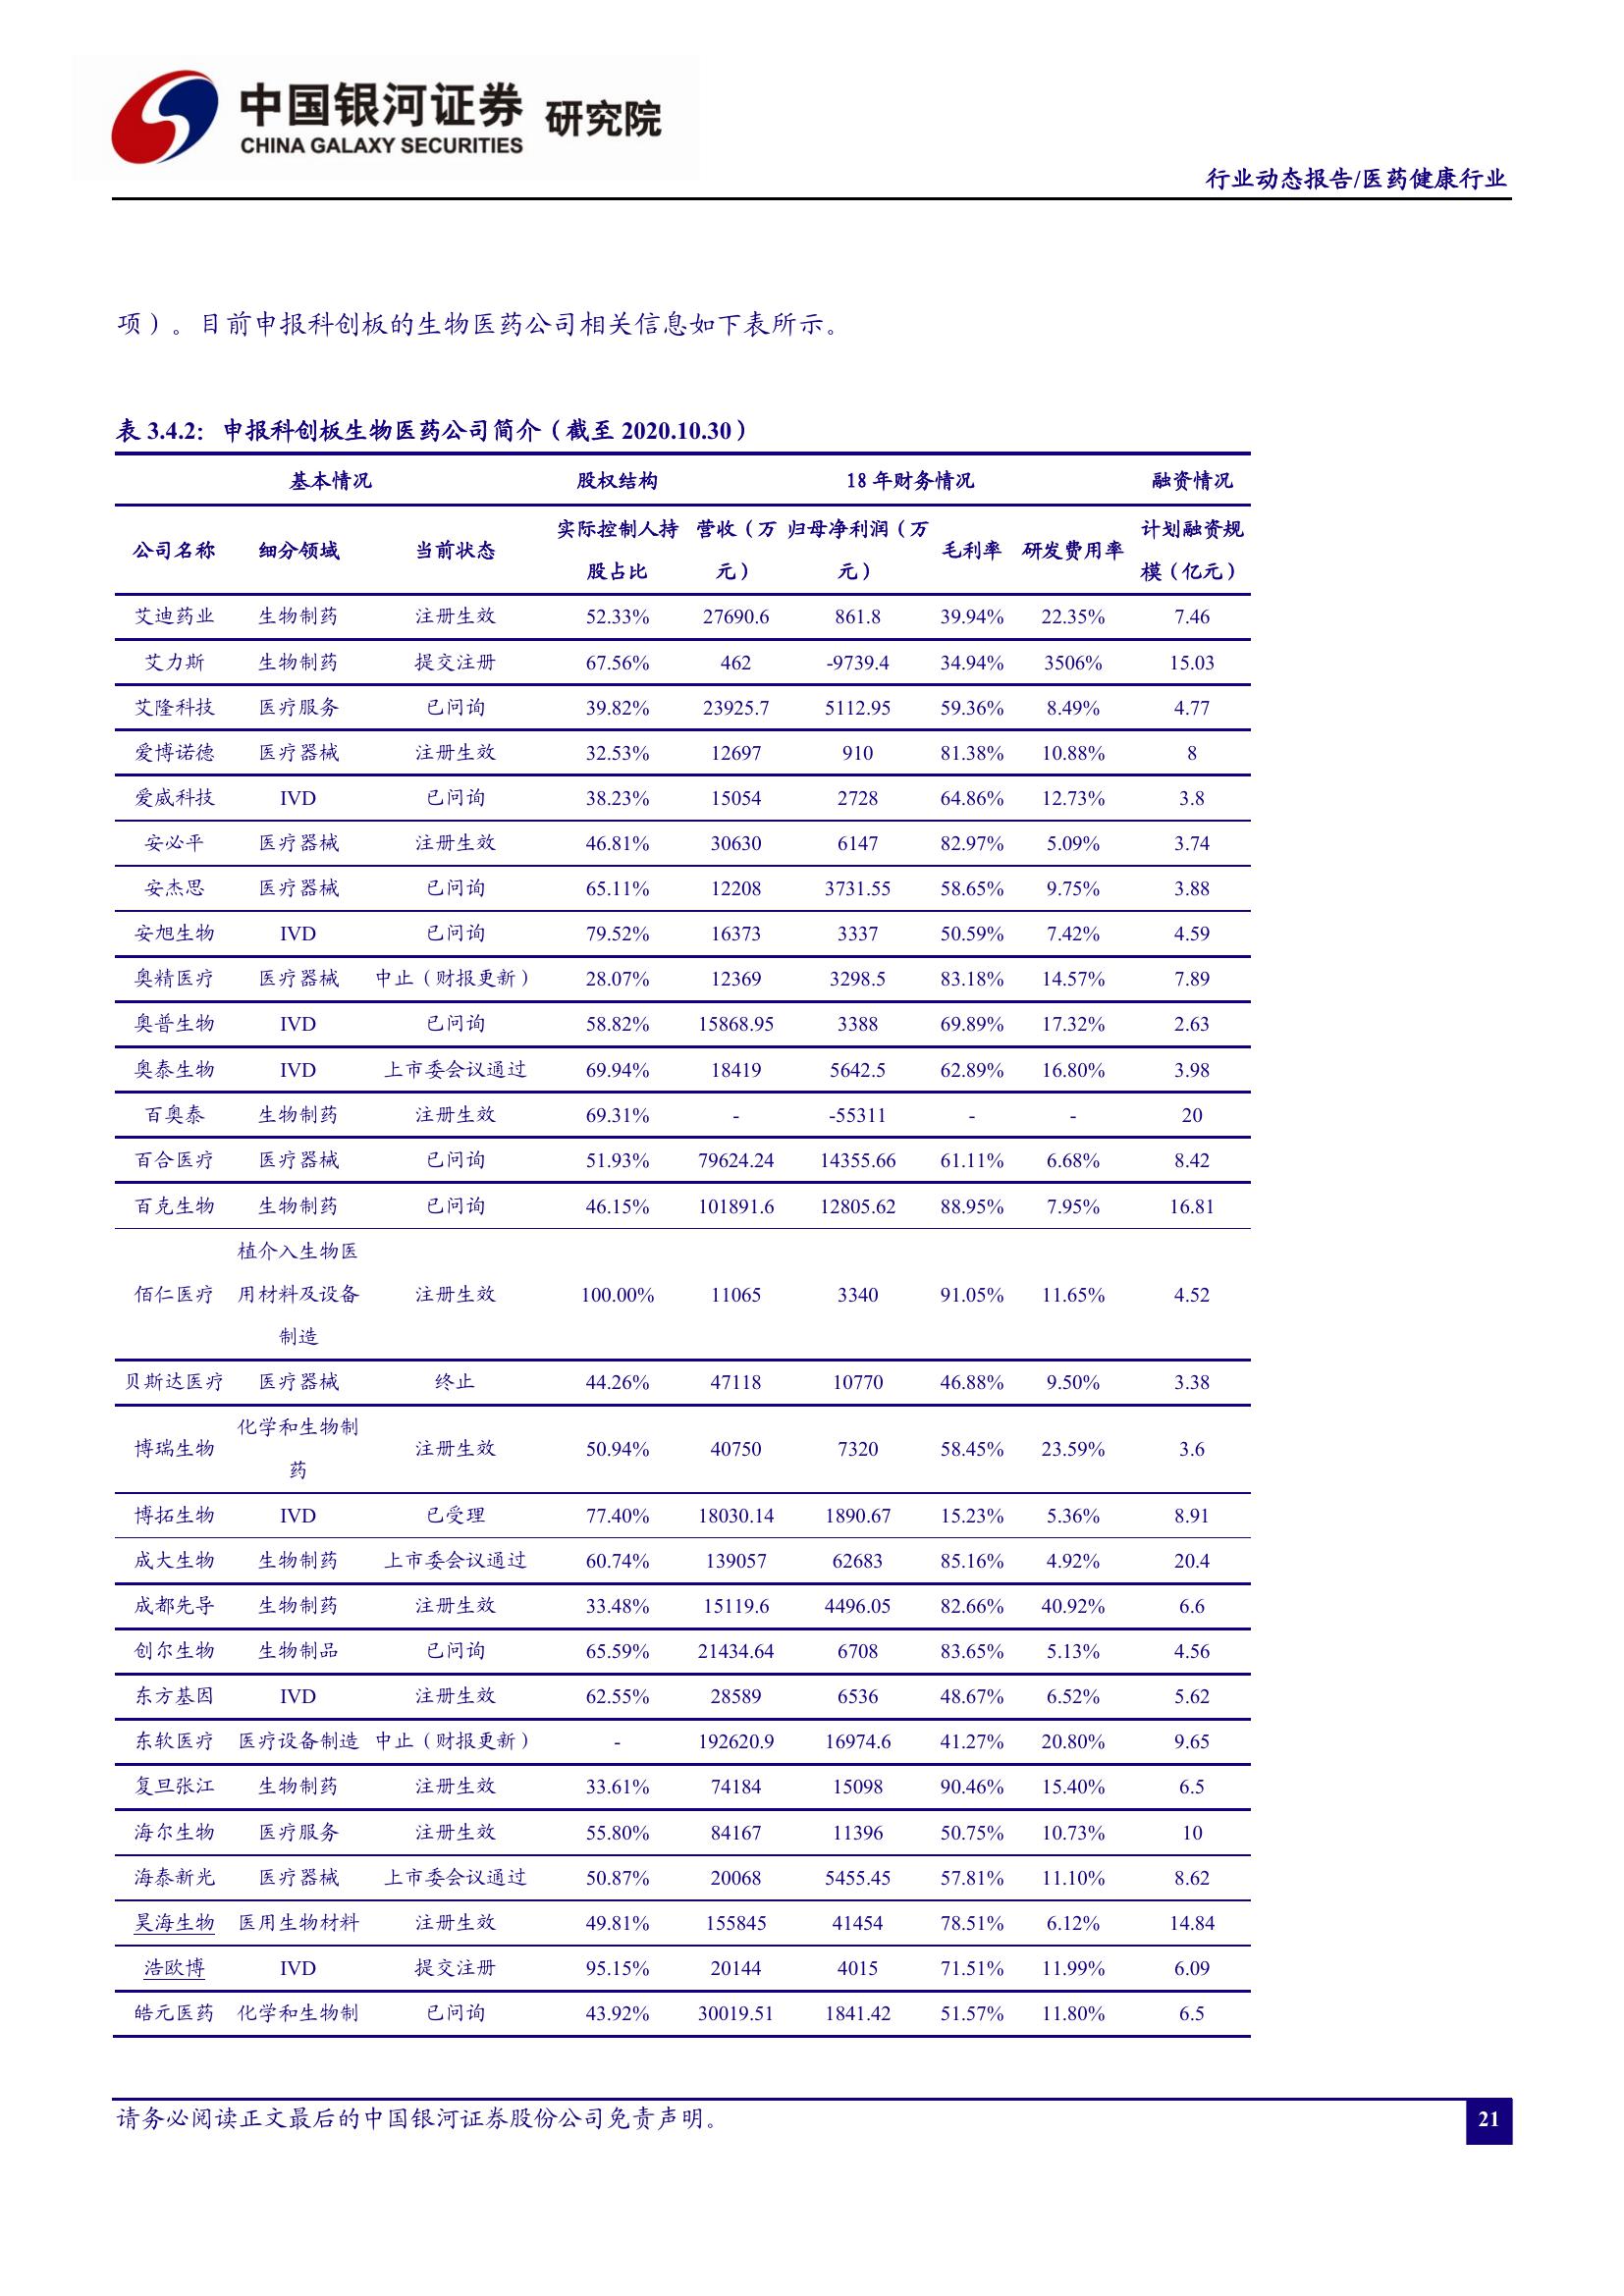 中国银河证券 研究院
CHINA GALAXY SECURITIES
行业动态报告/医药健康行业
项）。目前申报科创板的生物医药公司相关信息如下表所示。
表 3.4.2: 申报科创板生物医药公司简介（截至 2020.10.30）
基本情况 股权结构 18 年财务情况 融资情况
公司名称 细分领域 当前状态 实际控制人持股占比 营收（万元） 归母净利润（万元） 毛利率 研发费用率 计划融资规模（亿元）
艾迪药业 生物制药 注册生效 52.33% 27690.6 861.8 39.94% 22.35% 7.46
艾力斯 生物制药 提交注册 67.56% 462 -9739.4 34.94% 3506% 15.03
艾隆科技 医疗服务 已问询 39.82% 23925.7 5112.95 59.36% 8.49% 4.77
爱博诺德 医疗器械 注册生效 32.53% 12697 910 81.38% 10.88% 8
爱威科技 IVD 已问询 38.23% 15054 2728 64.86% 12.73% 3.8
安必平 医疗器械 注册生效 46.81% 30630 6147 82.97% 5.09% 3.74
安杰思 医疗器械 已问询 65.11% 12208 3731.55 58.65% 9.75% 3.88
安旭生物 IVD 已问询 79.52% 16373 3337 50.59% 7.42% 4.59
奥精医疗 医疗器械 中止（财报更新） 28.07% 12369 3298.5 83.18% 14.57% 7.89
奥普生物 IVD 已问询 58.82% 15868.95 3388 69.89% 17.32% 2.63
奥泰生物 IVD 上市委会议通过 69.94% 18419 5642.5 62.89% 16.80% 3.98
百奥泰 生物制药 注册生效 69.31% - -55311 - - 20
百合医疗 医疗器械 已问询 51.93% 79624.24 14355.66 61.11% 6.68% 8.42
百克生物 生物制药 已问询 46.15% 101891.6 12805.62 88.95% 7.95% 16.81
佰仁医疗 植介入生物医用材料及设备制造 注册生效 100.00% 11065 3340 91.05% 11.65% 4.52
贝斯达医疗 医疗器械 终止 44.26% 47118 10770 46.88% 9.50% 3.38
博瑞生物 化学和生物制药 注册生效 50.94% 40750 7320 58.45% 23.59% 3.6
博拓生物 IVD 已受理 77.40% 18030.14 1890.67 15.23% 5.36% 8.91
成大生物 生物制药 上市委会议通过 60.74% 139057 62683 85.16% 4.92% 20.4
成都先导 生物制药 注册生效 33.48% 15119.6 4496.05 82.66% 40.92% 6.6
创尔生物 生物制品 已问询 65.59% 21434.64 6708 83.65% 5.13% 4.56
东方基因 IVD 注册生效 62.55% 28589 6536 48.67% 6.52% 5.62
东软医疗 医疗设备制造 中止（财报更新） - 192620.9 16974.6 41.27% 20.80% 9.65
复旦张江 生物制药 注册生效 33.61% 74184 15098 90.46% 15.40% 6.5
海尔生物 医疗服务 注册生效 55.80% 84167 11396 50.75% 10.73% 10
海泰新光 医疗器械 上市委会议通过 50.87% 20068 5455.45 57.81% 11.10% 8.62
昊海生物 医用生物材料 注册生效 49.81% 155845 41454 78.51% 6.12% 14.84
浩欧博 IVD 提交注册 95.15% 20144 4015 71.51% 11.99% 6.09
皓元医药 化学和生物制 已问询 43.92% 30019.51 1841.42 51.57% 11.80% 6.5
请务必阅读正文最后的中国银河证券股份公司免责声明。
21